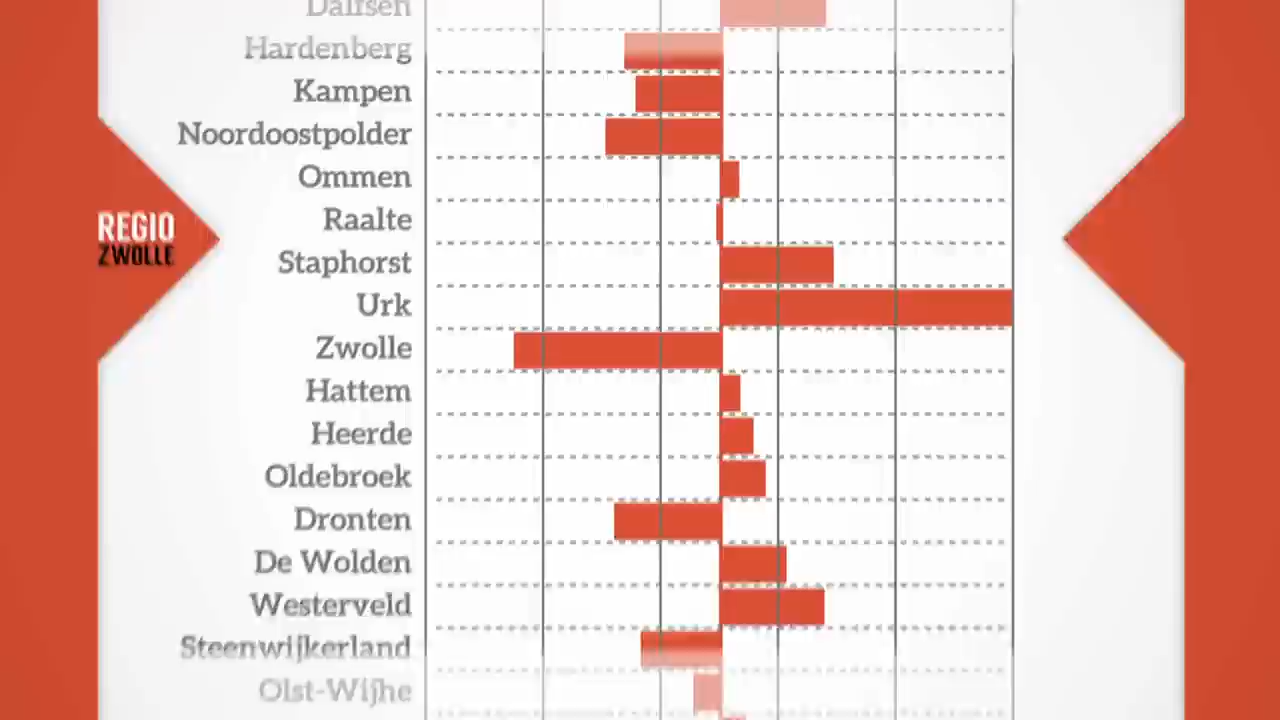 Dalfsen
Hardenberg
Kampen
Noordoostpolder
Ommen
Raalte
REGIO
ZWOLLE
Staphorst
Urk
Zwolle
Hattem
Heerde
Oldebroek
Dronten
De Wolden
Westerveld
Steenwijkerland
Olst-Wijhe